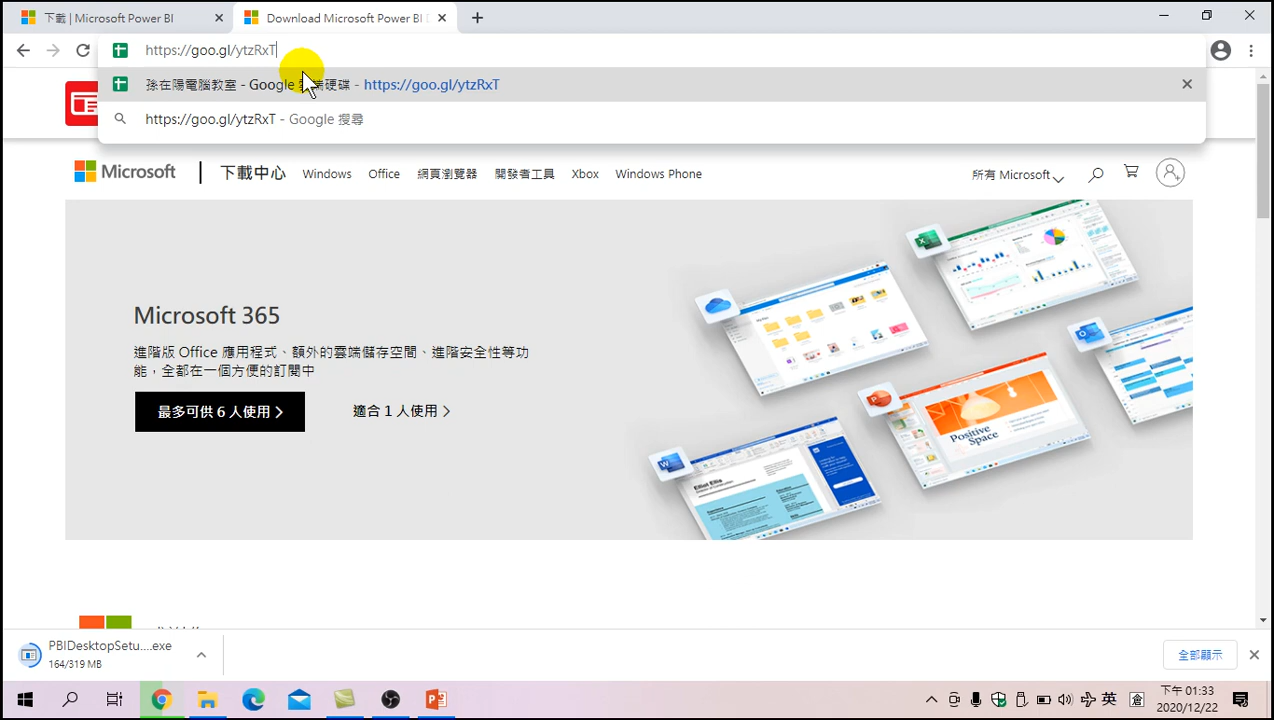 下載 | Microsoft Power BI
Download Microsoft Power BI
https://goo.gl/ytzRxT
孫在陽電腦教室 - Google 雲端硬碟 - https://goo.gl/ytzRxT
https://goo.gl/ytzRxT - Google 搜尋
Microsoft
下載中心
Windows
Office
網頁瀏覽器
開發者工具
Xbox
Windows Phone
所有 Microsoft
Microsoft 365
進階版 Office 應用程式、額外的雲端儲存空間、進階安全性等功
能，全都在一個方便的訂閱中
最多可供 6 人使用
適合 1 人使用
Positive
Space
Elliot Ellis
PBIDesktopSetu....exe
164/319 MB
全部顯示
英
倉
下午 01:33
2020/12/22